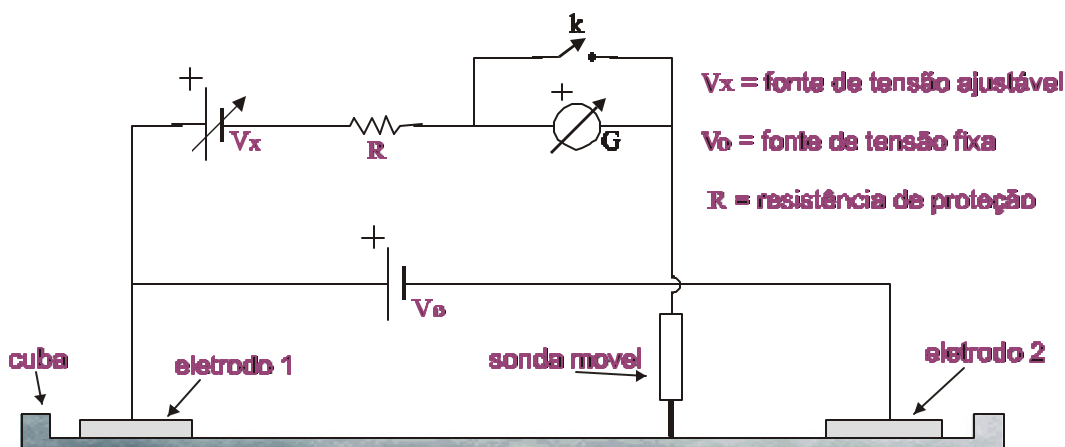 k
+
+
Vx
R
G
Vx = fonte de tensão ajustável
Vo = fonte de tensão fixa
R = resistência de proteção
+
Vo
cuba
eletrodo 1
sonda movel
eletrodo 2